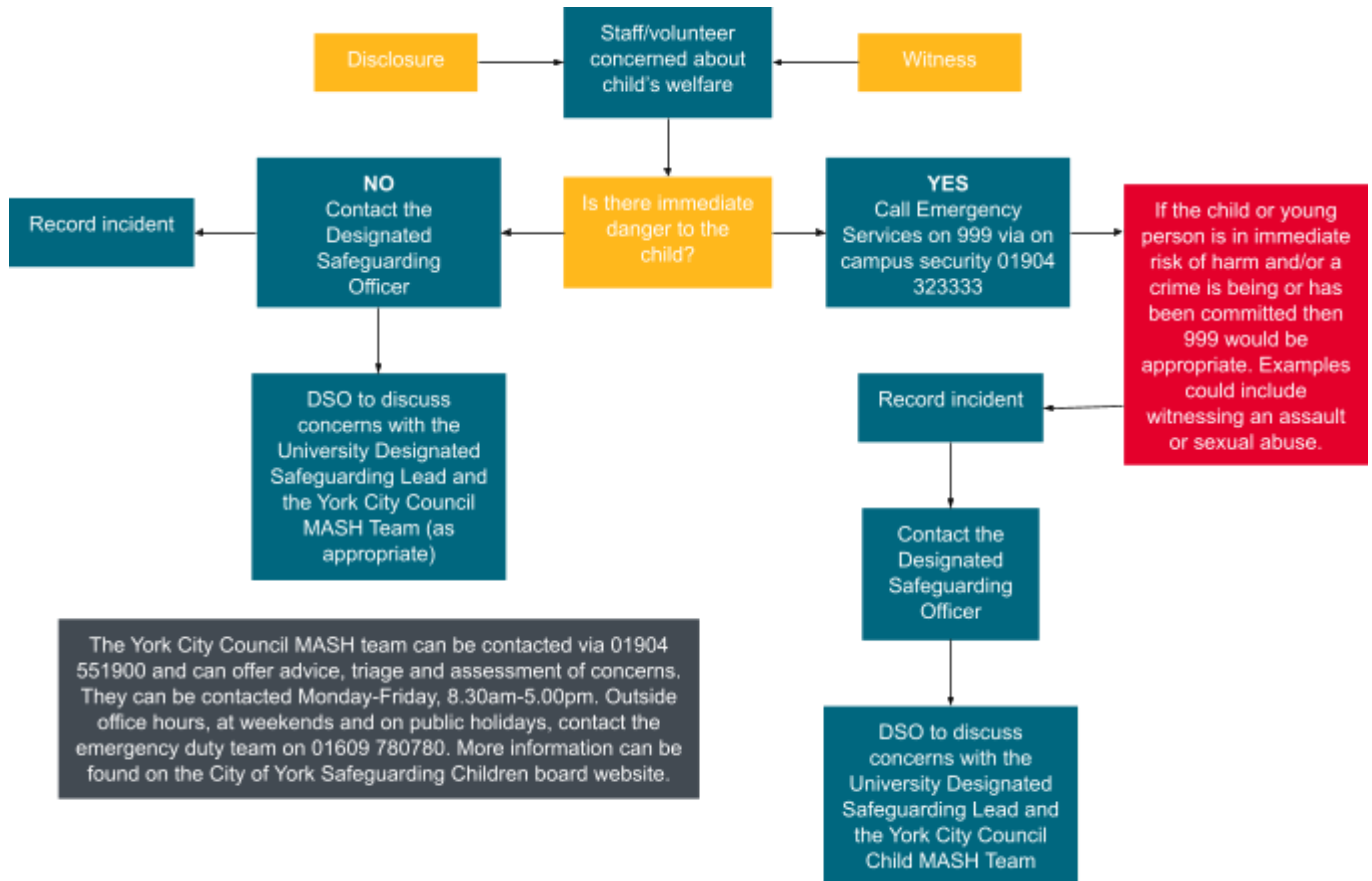 Disclosure
Staff/volunteer
concerned about
child's welfare
Witness
Record incident
NO
Contact the
Designated
Safeguarding
Officer
Is there immediate
danger to the
child?
YES
Call Emergency
Services on 999 via on
campus security 01904
323333
If the child or young
person is in immediate
risk of harm and/or a
crime is being or has
been committed then
999 would be
appropriate. Examples
could include
witnessing an assault
or sexual abuse.
DSO to discuss
concerns with the
University Designated
Safeguarding Lead and
the York City Council
MASH Team (as
appropriate)
Record incident
Contact the
Designated
Safeguarding
Officer
The York City Council MASH team can be contacted via 01904
551900 and can offer advice, triage and assessment of concerns.
They can be contacted Monday-Friday, 8.30am-5.00pm. Outside
office hours, at weekends and on public holidays, contact the
emergency duty team on 01609 780780. More information can be
found on the City of York Safeguarding Children board website.
DSO to discuss
concerns with the
University Designated
Safeguarding Lead and
the York City Council
Child MASH Team